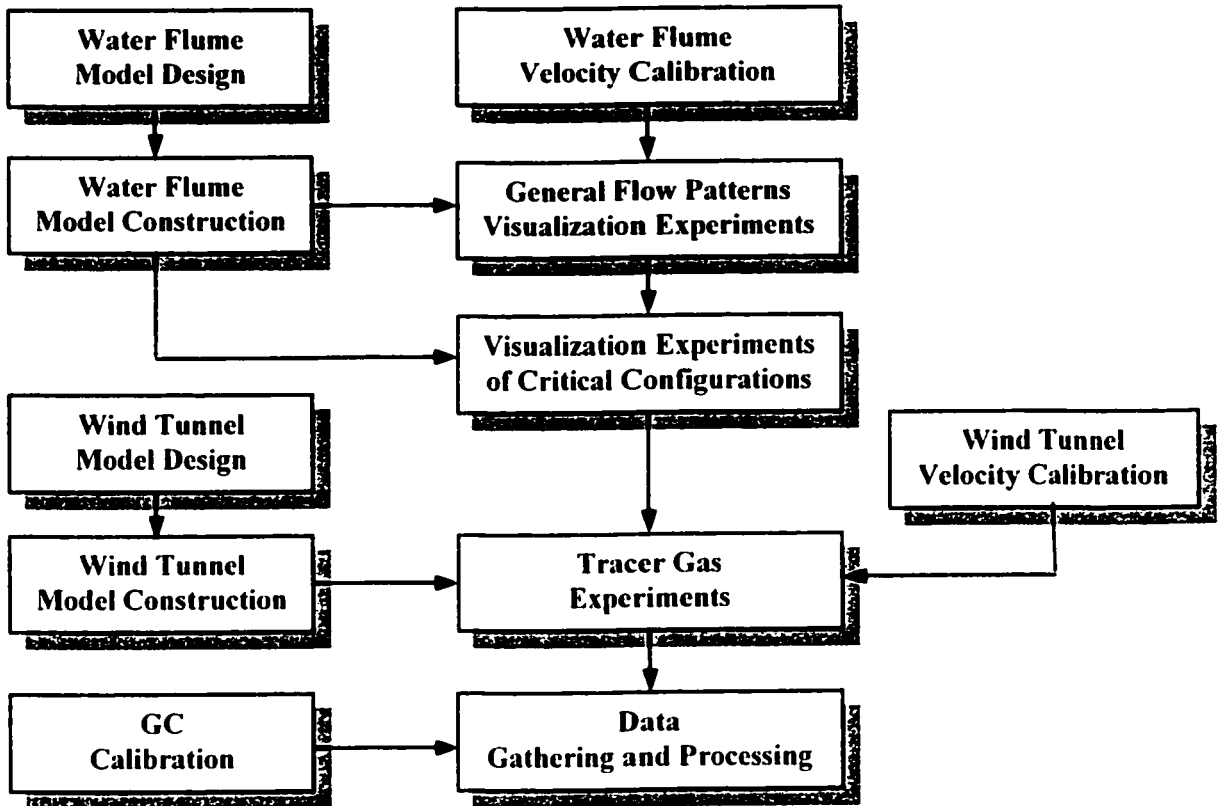 Water Flume
Model Design
Water Flume
Velocity Calibration
Water Flume
Model Construction
General Flow Patterns
Visualization Experiments
Visualization Experiments
of Critical Configurations
Wind Tunnel
Model Design
Wind Tunnel
Velocity Calibration
Wind Tunnel
Model Construction
Tracer Gas
Experiments
GC
Calibration
Data
Gathering and Processing